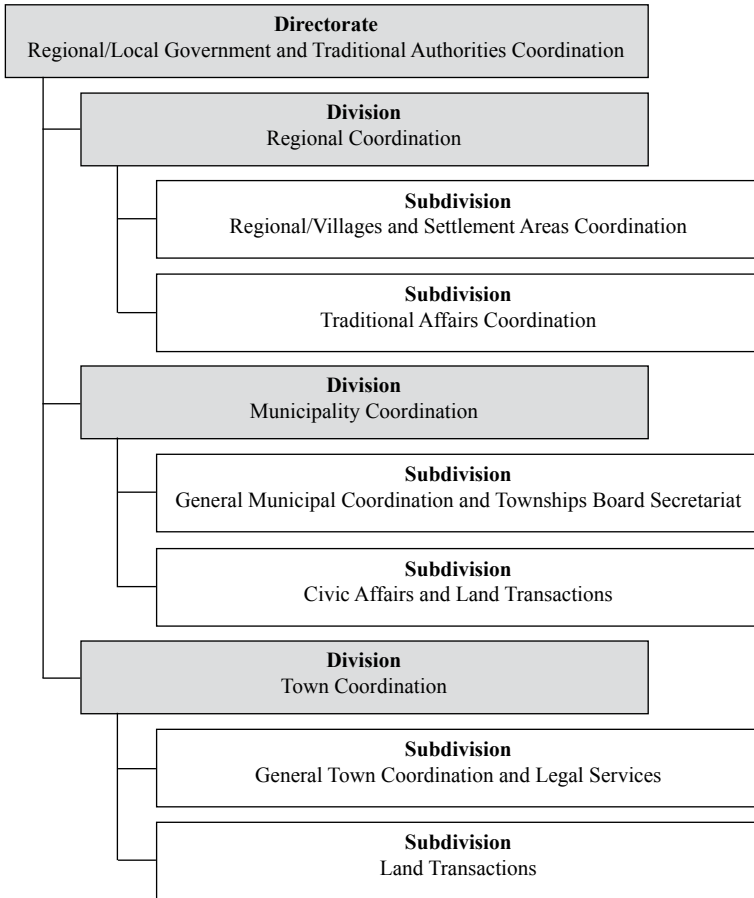 Directorate
Regional/Local Government and Traditional Authorities Coordination
Division
Regional Coordination
Subdivision
Regional/Villages and Settlement Areas Coordination
Subdivision
Traditional Affairs Coordination
Division
Municipality Coordination
Subdivision
General Municipal Coordination and Townships Board Secretariat
Subdivision
Civic Affairs and Land Transactions
Division
Town Coordination
Subdivision
General Town Coordination and Legal Services
Subdivision
Land Transactions